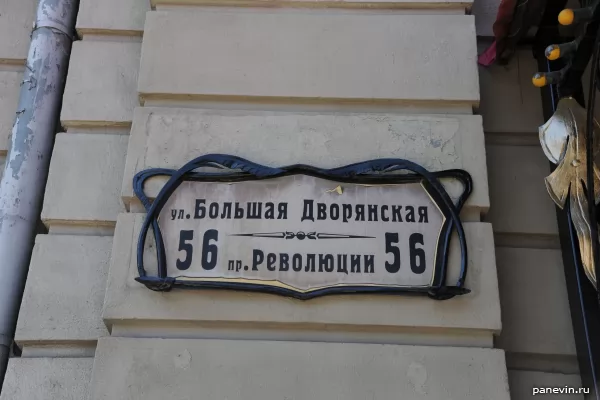 ул. Большая Дворянская
56 пр. Революции 56
panevin.ru